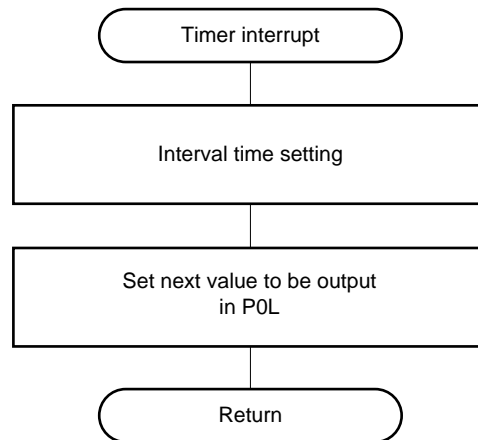 Timer interrupt
Interval time setting
Set next value to be output
in P0L
Return